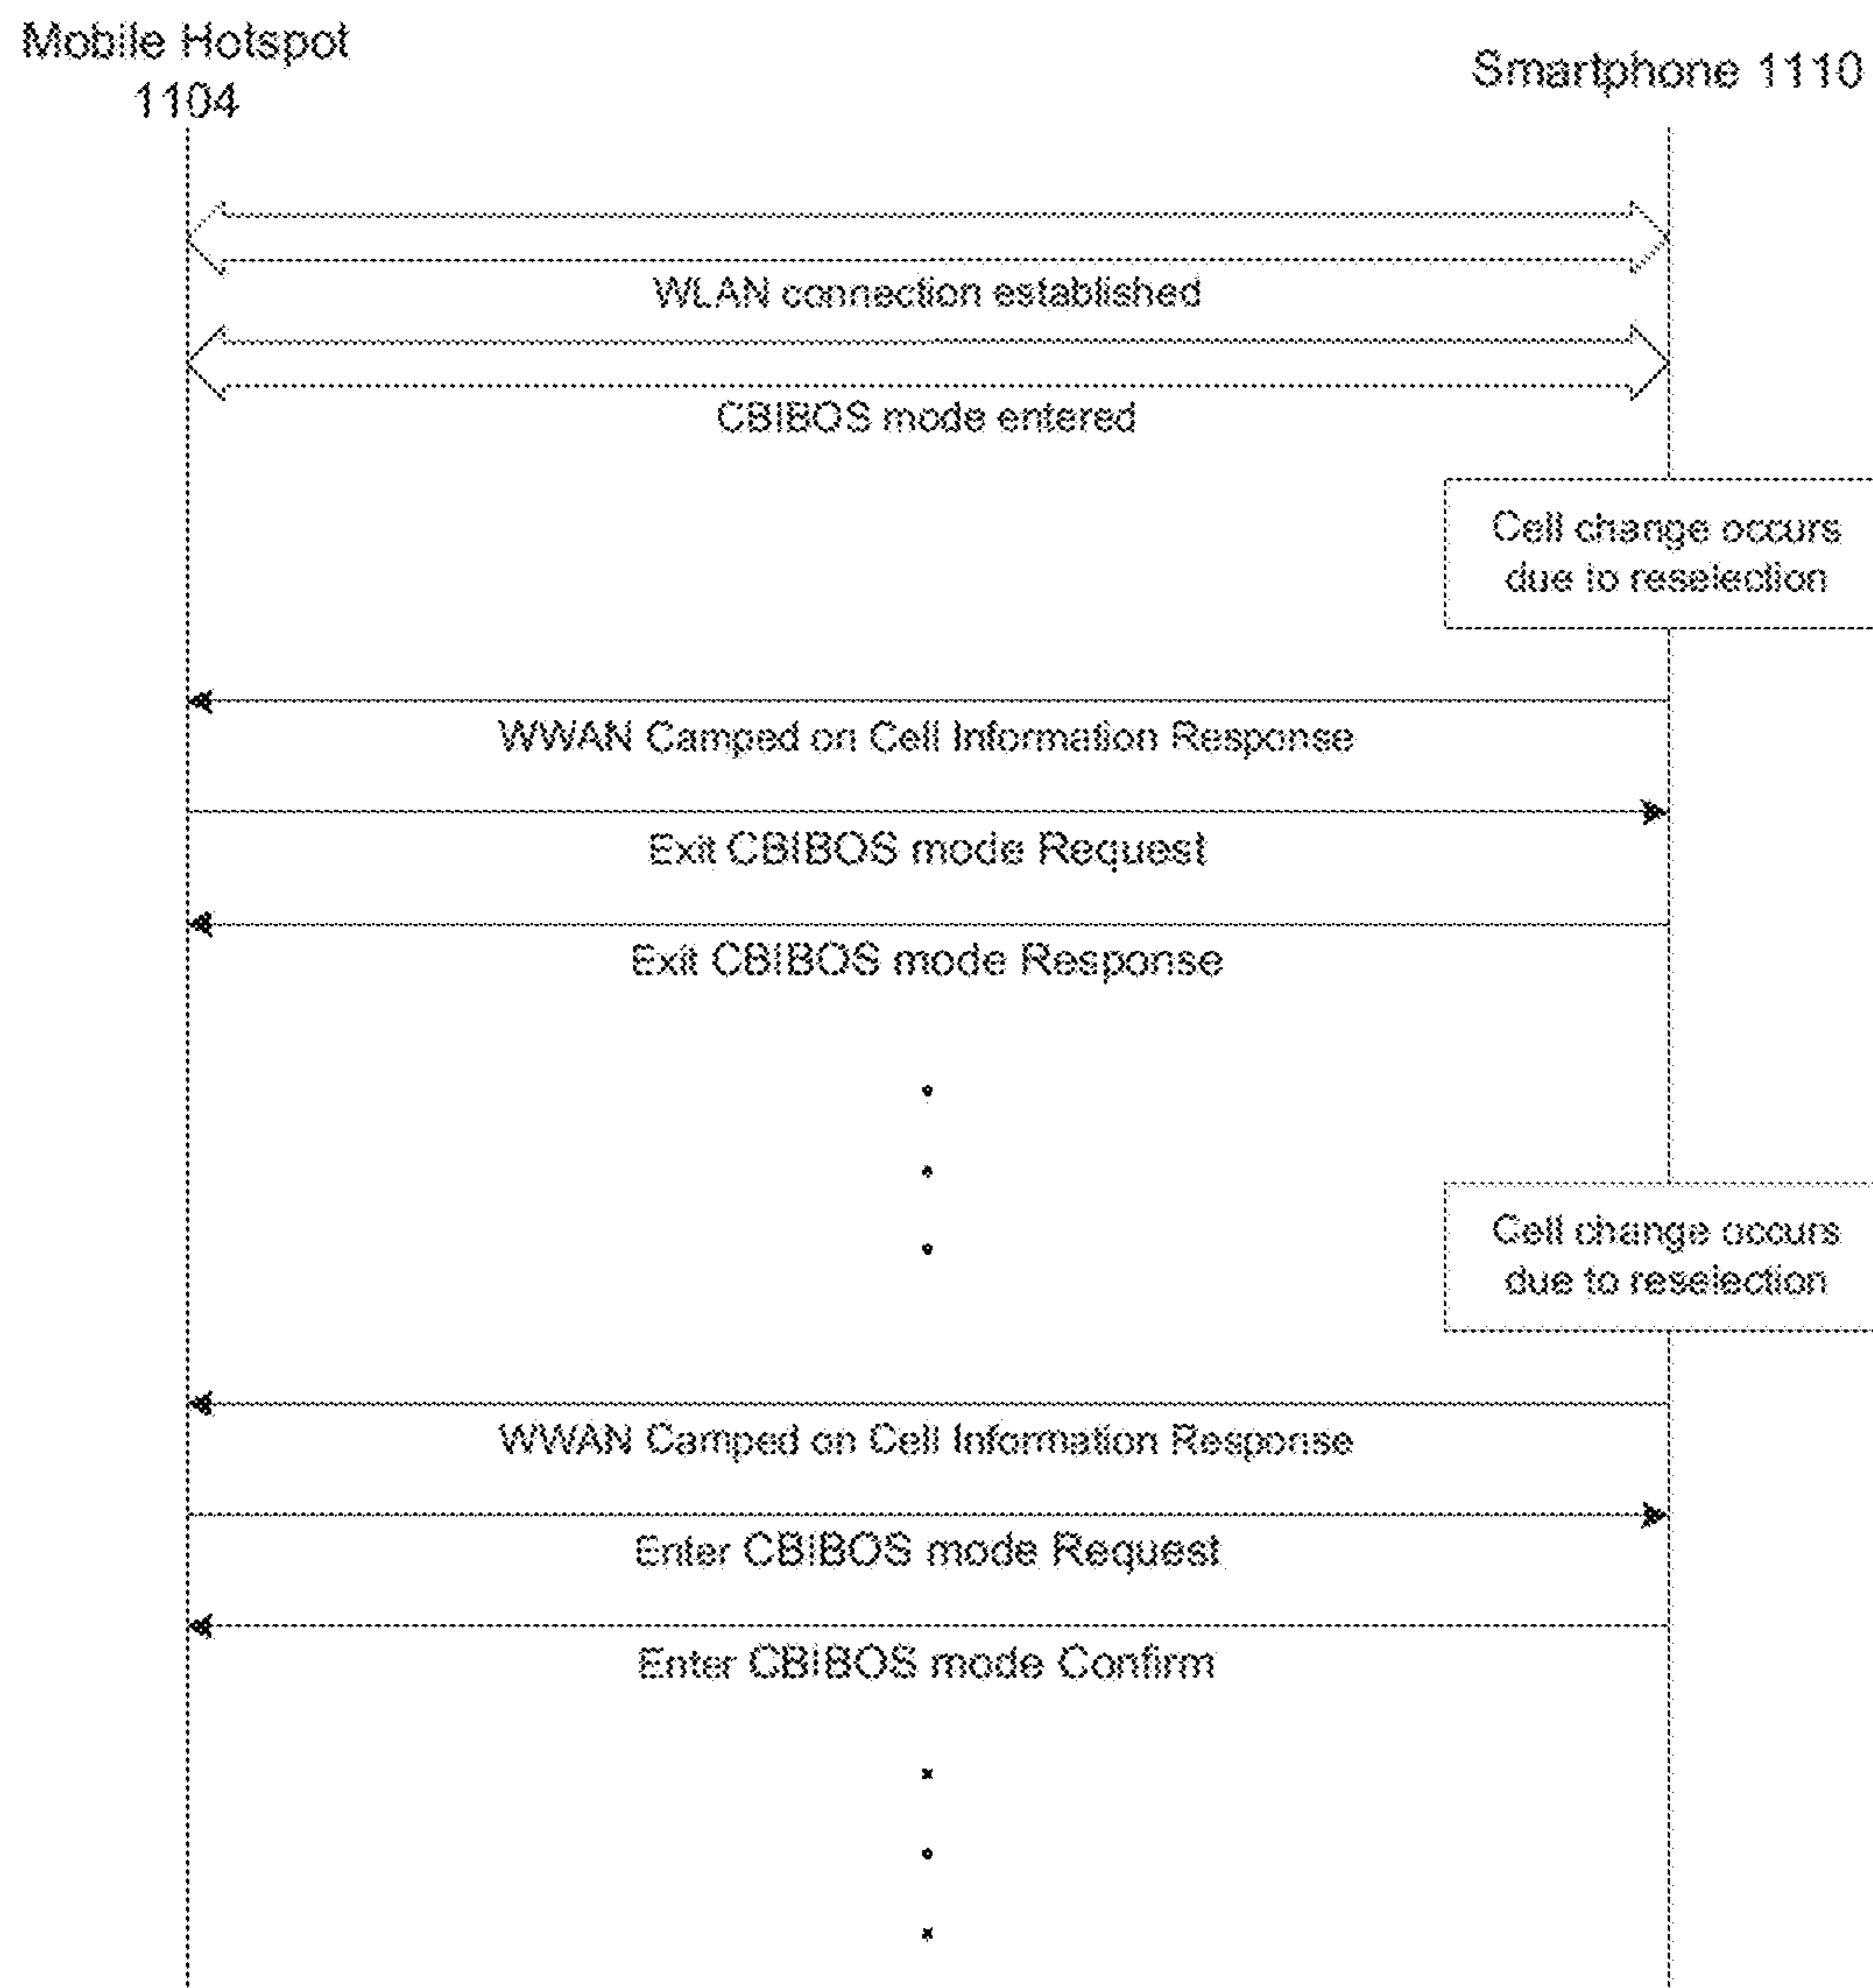 Mobile Hotspot
1104
Smartphone 1110
WLAN connection established
CBIBOS mode entered
Cell change occurs
due to reselection
WWAN Camped on Cell Information Response
Exit CBIBOS mode Request
Exit CBIBOS mode Response
Cell change occurs
due to reselection
WWAN Camped on Cell Information Response
Enter CBIBOS mode Request
Enter CBIBOS mode Confirm